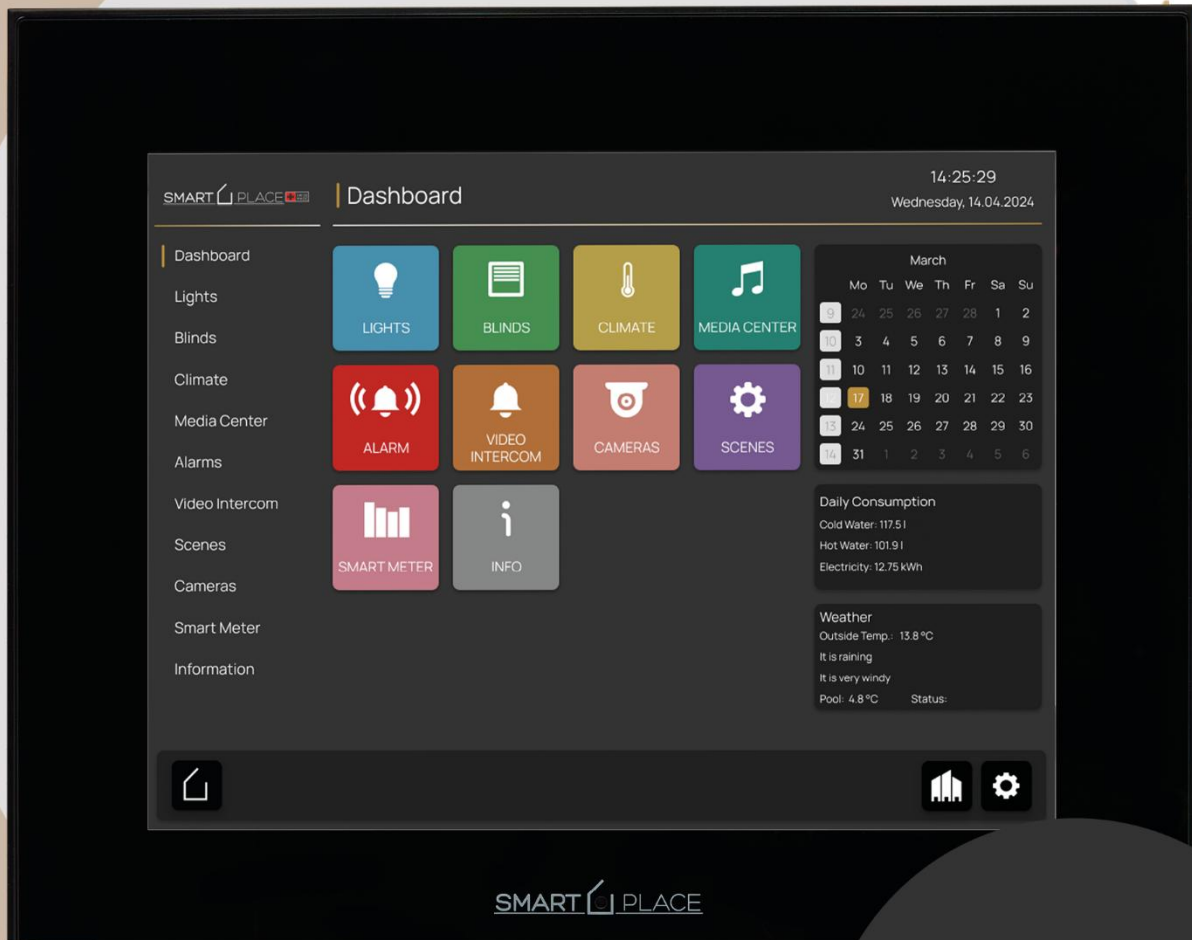 SMART PLACE
Dashboard
14:25:29
Wednesday, 14.04.2024
Dashboard
Lights
Blinds
Climate
Media Center
Alarms
Video Intercom
Scenes
Cameras
Smart Meter
Information
LIGHTS
BLINDS
CLIMATE
MEDIA CENTER
ALARM
VIDEO
INTERCOM
CAMERAS
SCENES
SMART METER
INFO
March
Mo Tu We Th Fr Sa Su
9 24 25 26 27 28 1 2
10 3 4 5 6 7 8 9
11 10 11 12 13 14 15 16
17 18 19 20 21 22 23
13 24 25 26 27 28 29 30
14 31 1 2 3 4 5 6
Daily Consumption
Cold Water: 117.5 l
Hot Water: 101.9 l
Electricity: 12.75 kWh
Weather
Outside Temp.: 13.8 °C
It is raining
It is very windy
Pool: 4.8 °C Status:
SMART PLACE